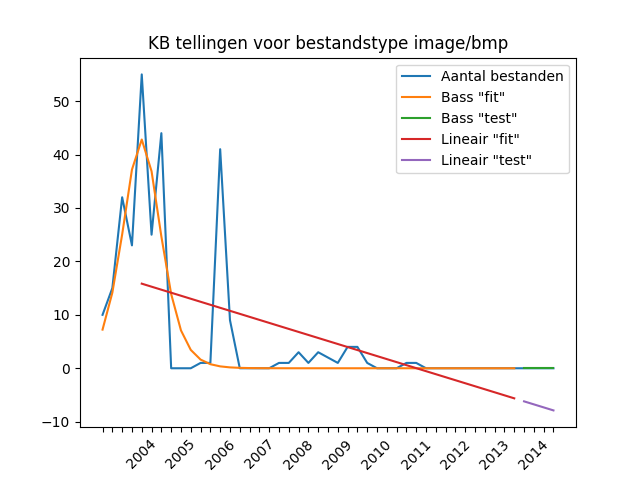 KB tellingen voor bestandstype image/bmp
Aantal bestanden
Bass "fit"
Bass "test"
Lineair "fit"
Lineair "test"
50
40
30
20
10
0
−10
2004 2005 2006 2007 2008 2009 2010 2011 2012 2013 2014